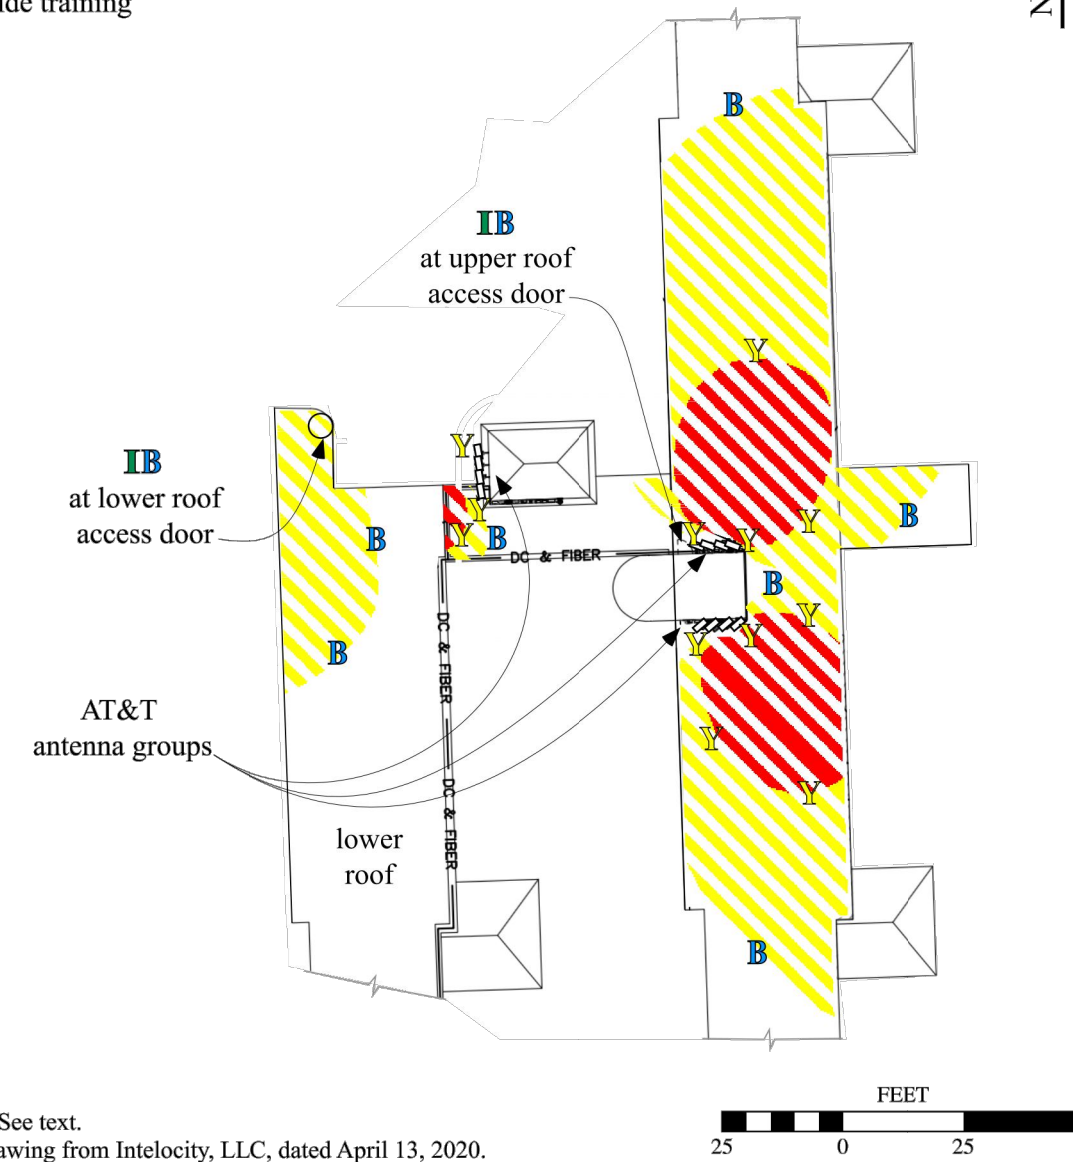 ide training
N
B
IB
at upper roof
access door
Y
IB
at lower roof
access door
Y
Y
Y
B
B
B
Y
Y
Y
B
DC & FIBER
B
Y
Y
Y
DC & FIBER
B
AT&T
antenna groups
Y
Y
DC & FIBER
lower
roof
B
FEET
25 0 25
See text.
awing from Intelocity, LLC, dated April 13, 2020.